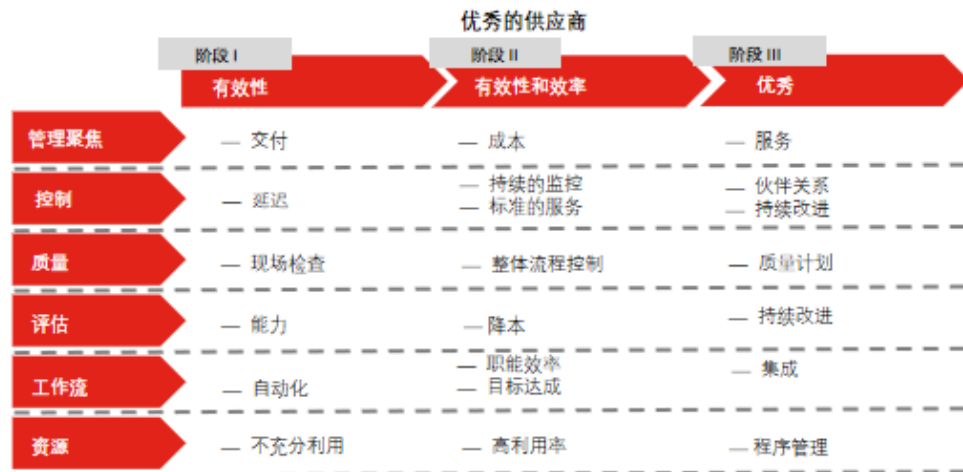 优秀的供应商
阶段 I
阶段 II
阶段 III
有效性
有效性和效率
优秀
管理聚焦
— 交付
— 成本
— 服务
控制
— 延迟
— 持续的监控
— 标准的服务
— 伙伴关系
— 持续改进
质量
— 现场检查
— 整体流程控制
— 质量计划
评估
— 能力
— 降本
— 持续改进
工作流
— 自动化
— 职能效率
— 目标达成
— 集成
资源
— 不充分利用
— 高利用率
— 程序管理